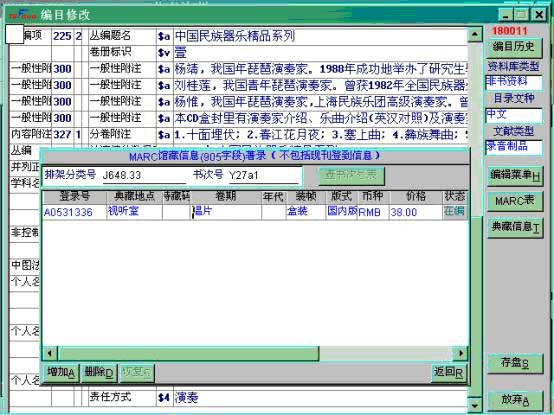 编目修改
180011
编项 225 2 丛编题名 $a 中国民族器乐精品系列
卷册标识 $v 壹
一般性附 300 一般性附注 $a 杨靖，我国年琵琶演奏家。1988年成功地举办了研究生
一般性附 300 一般性附注 $a 刘桂莲，我国青年琵琶演奏家。曾获1982年全国民族器
一般性附 300 一般性附注 $a 杨惟，我国年琵琶演奏家,上海民族乐团高级演奏家。曾
一般性附 300 一般性附注 $a 本CD盒封里有演奏家介绍、乐曲介绍(英汉对照)及演奏
内容附注 327 1 分卷附注 $a 1.十面埋伏; 2.春江花月夜; 3.塞上曲; 4.彝族舞曲;
丛编
并列正
学科名
非控制
中图法
个人名
个人名
个人名
责任方式 $4 演奏
MARC馆藏信息(905字段)著录 (不包括现刊登到信息)
排架分类号 J648.33 书次号 Y27a1
登录号 典藏地点 卷期 年代 装帧 版式 币种 价格 状态
A0531336 视听室 唱片 盒装 国内版 RMB 38.00 在编
增加A 删除D 恢复 返回R
编目历史
资料库类型
非书资料
目录文种
中文
文献类型
录音制品
编辑菜单H
MARC表
典藏信息T
存盘S
放弃A